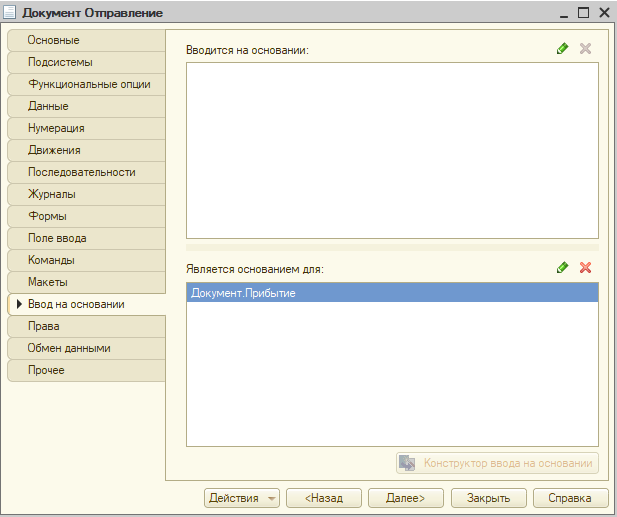 Документ Отправление
Основные
Подсистемы
Функциональные опции
Данные
Нумерация
Движения
Последовательности
Журналы
Формы
Поле ввода
Команды
Макеты
Ввод на основании
Права
Обмен данными
Прочее
Вводится на основании:
Является основанием для:
Документ.Прибытие
Конструктор ввода на основании
Действия
<Назад
Далее>
Закрыть
Справка